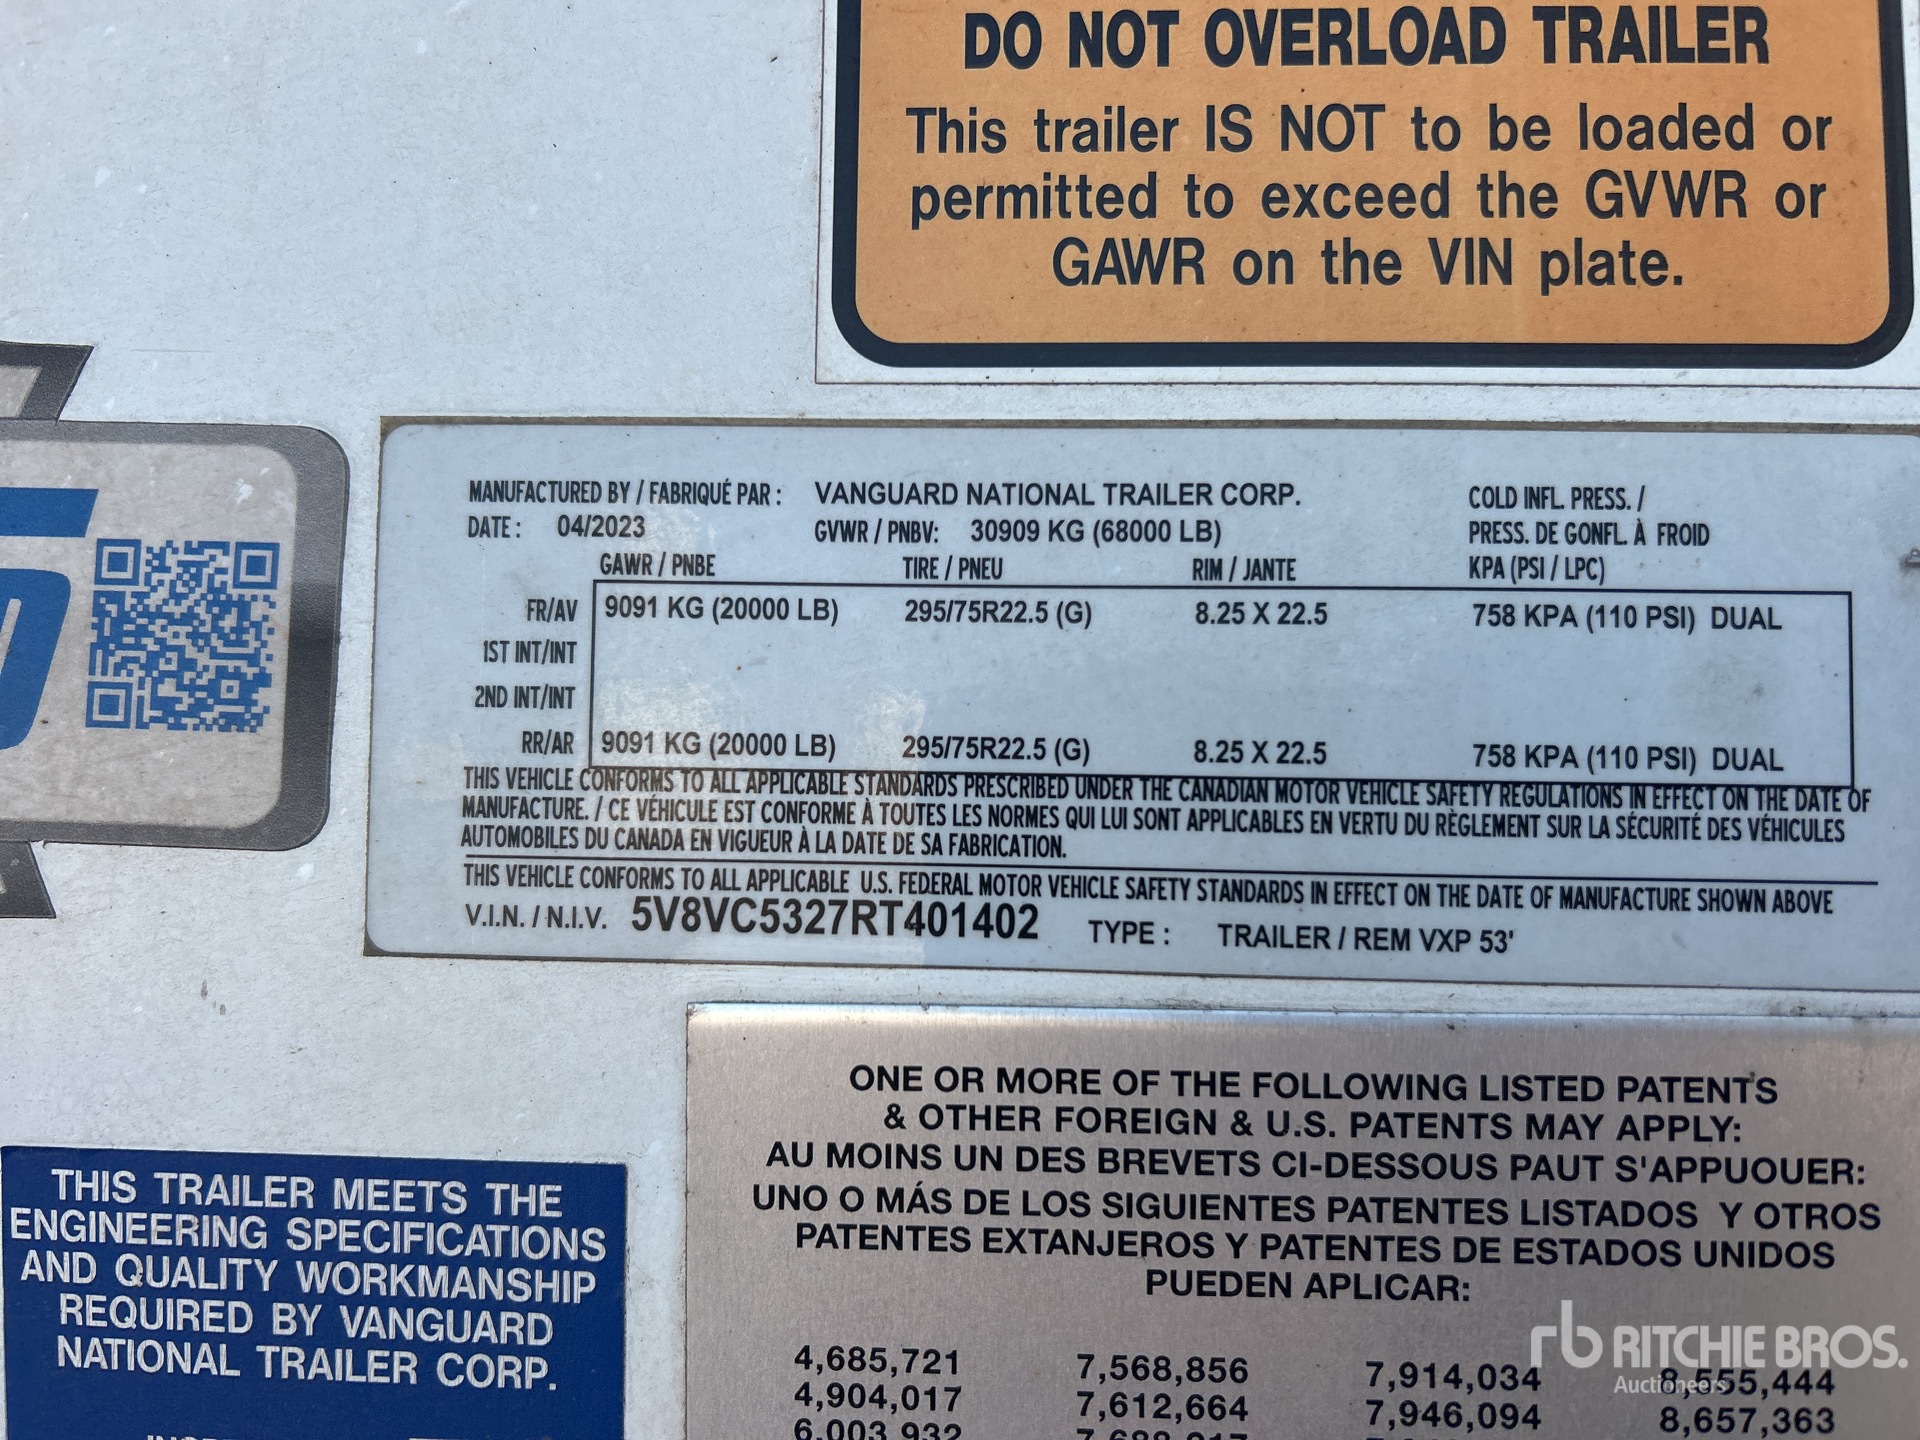 DO NOT OVERLOAD TRAILER
This trailer IS NOT to be loaded or
permitted to exceed the GVWR or
GAWR on the VIN plate.
MANUFACTURED BY / FABRIQUÉ PAR : VANGUARD NATIONAL TRAILER CORP. COLD INFL. PRESS. /
DATE : 04/2023 GVWR / PNBV: 30909 KG (68000 LB) PRESS. DE GONFL. À FROID
GAWR / PNBE TIRE / PNEU RIM / JANTE KPA (PSI / LPC)
FR/AV 9091 KG (20000 LB) 295/75R22.5 (G) 8.25 X 22.5 758 KPA (110 PSI) DUAL
1ST INT/INT
2ND INT/INT
RR/AR 9091 KG (20000 LB) 295/75R22.5 (G) 8.25 X 22.5 758 KPA (110 PSI) DUAL
THIS VEHICLE CONFORMS TO ALL APPLICABLE STANDARDS PRESCRIBED UNDER THE CANADIAN MOTOR VEHICLE SAFETY REGULATIONS IN EFFECT ON THE DATE OF
MANUFACTURE. / CE VÉHICULE EST CONFORME À TOUTES LES NORMES QUI LUI SONT APPLICABLES EN VERTU DU RÈGLEMENT SUR LA SÉCURITÉ DES VÉHICULES
AUTOMOBILES DU CANADA EN VIGUEUR À LA DATE DE SA FABRICATION.
THIS VEHICLE CONFORMS TO ALL APPLICABLE U.S. FEDERAL MOTOR VEHICLE SAFETY STANDARDS IN EFFECT ON THE DATE OF MANUFACTURE SHOWN ABOVE
V.I.N. / N.I.V. 5V8VC5327RT401402 TYPE : TRAILER / REM VXP 53'
ONE OR MORE OF THE FOLLOWING LISTED PATENTS
& OTHER FOREIGN & U.S. PATENTS MAY APPLY:
AU MOINS UN DES BREVETS CI-DESSOUS PAUT S'APPUOUER:
UNO O MÁS DE LOS SIGUIENTES PATENTES LISTADOS Y OTROS
PATENTES EXTANJEROS Y PATENTES DE ESTADOS UNIDOS
PUEDEN APLICAR:
4,685,721 7,568,856 7,914,034 8,555,444
4,904,017 7,612,664 7,946,094 8,657,363
6,003,932
THIS TRAILER MEETS THE
ENGINEERING SPECIFICATIONS
AND QUALITY WORKMANSHIP
REQUIRED BY VANGUARD
NATIONAL TRAILER CORP.
rb RITCHIE BROS.
Auctioneers